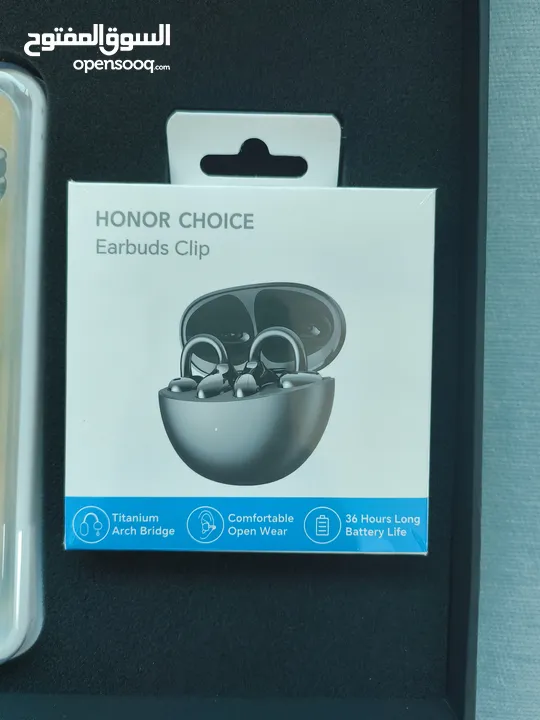 السوق المفتوح
opensooq.com
HONOR CHOICE
Earbuds Clip
Titanium
Arch Bridge
Comfortable
Open Wear
36 Hours Long
Battery Life